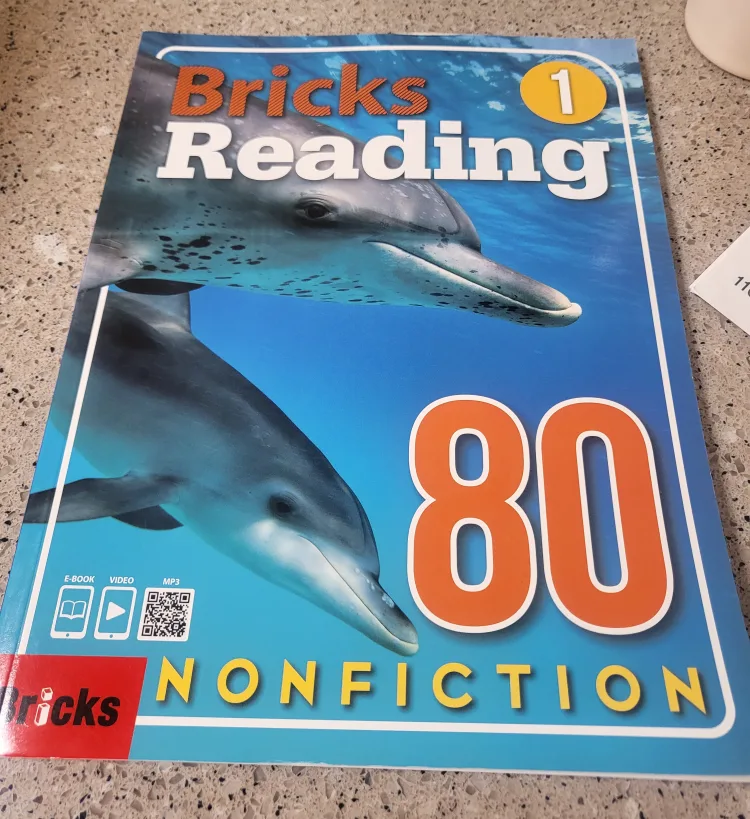 Bricks
1
Reading
80
E-BOOK VIDEO MP3
NONFICTION
Bricks